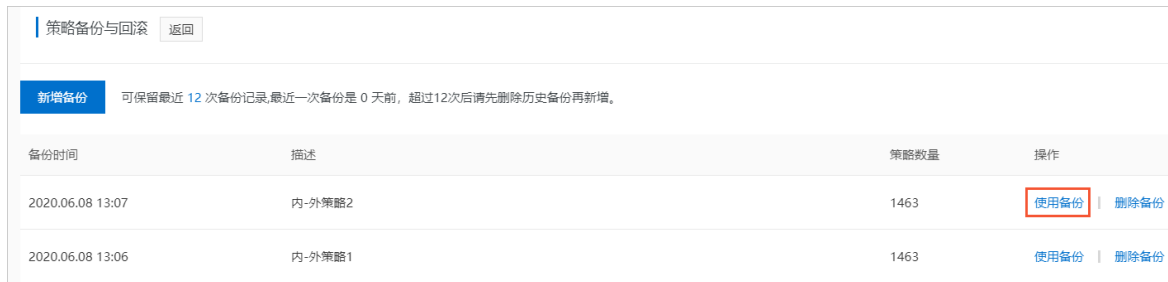 策略备份与回滚 返回
新增备份 可保留最近 12 次备份记录,最近一次备份是 0 天前，超过12次后请先删除历史备份再新增。
备份时间 描述 策略数量 操作
2020.06.08 13:07 内-外策略2 1463 使用备份 | 删除备份
2020.06.08 13:06 内-外策略1 1463 使用备份 | 删除备份